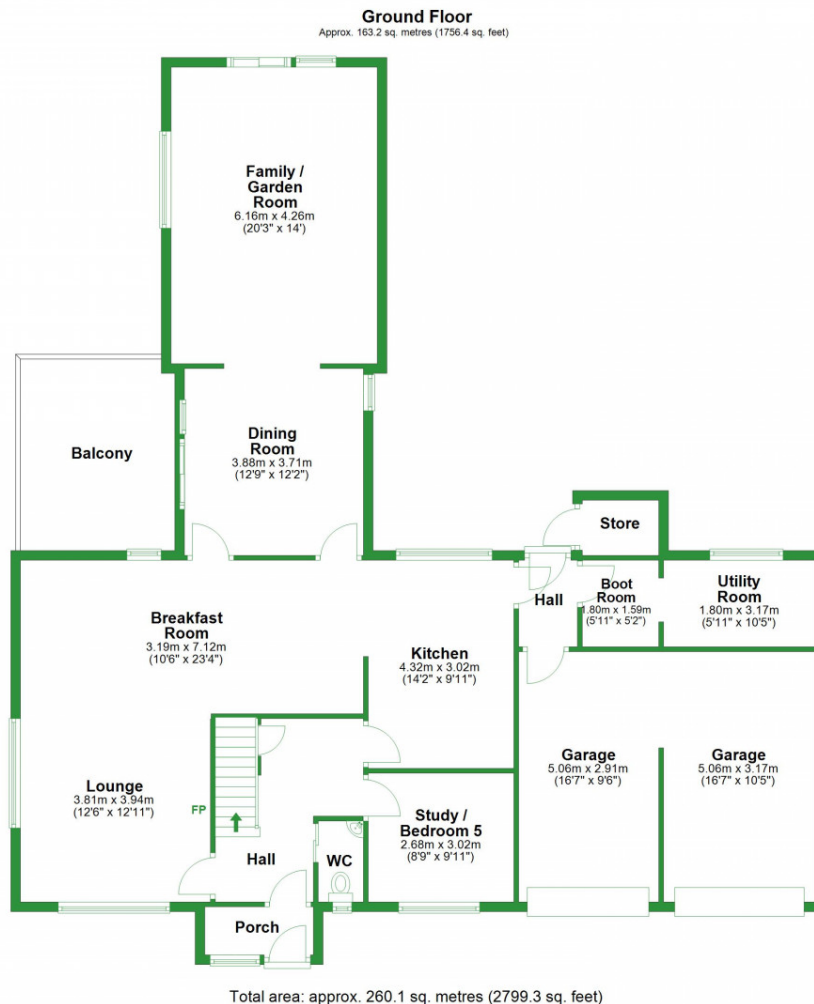 Ground Floor
Approx. 163.2 sq. metres (1756.4 sq. feet)
Family /
Garden
Room
6.16m x 4.26m
(20'3" x 14')
Balcony
Dining
Room
3.88m x 3.71m
(12'9" x 12'2")
Store
Breakfast
Room
3.19m x 7.12m
(10'6" x 23'4")
Kitchen
4.32m x 3.02m
(14'2" x 9'11")
Hall
Boot
Room
1.80m x 1.59m
(5'11" x 5'2")
Utility
Room
1.80m x 3.17m
(5'11" x 10'5")
Lounge
3.81m x 3.94m
(12'6" x 12'11")
FP
Hall
WC
Study /
Bedroom 5
2.68m x 3.02m
(8'9" x 9'11")
Garage
5.06m x 2.91m
(16'7" x 9'6")
Garage
5.06m x 3.17m
(16'7" x 10'5")
Porch
Total area: approx. 260.1 sq. metres (2799.3 sq. feet)